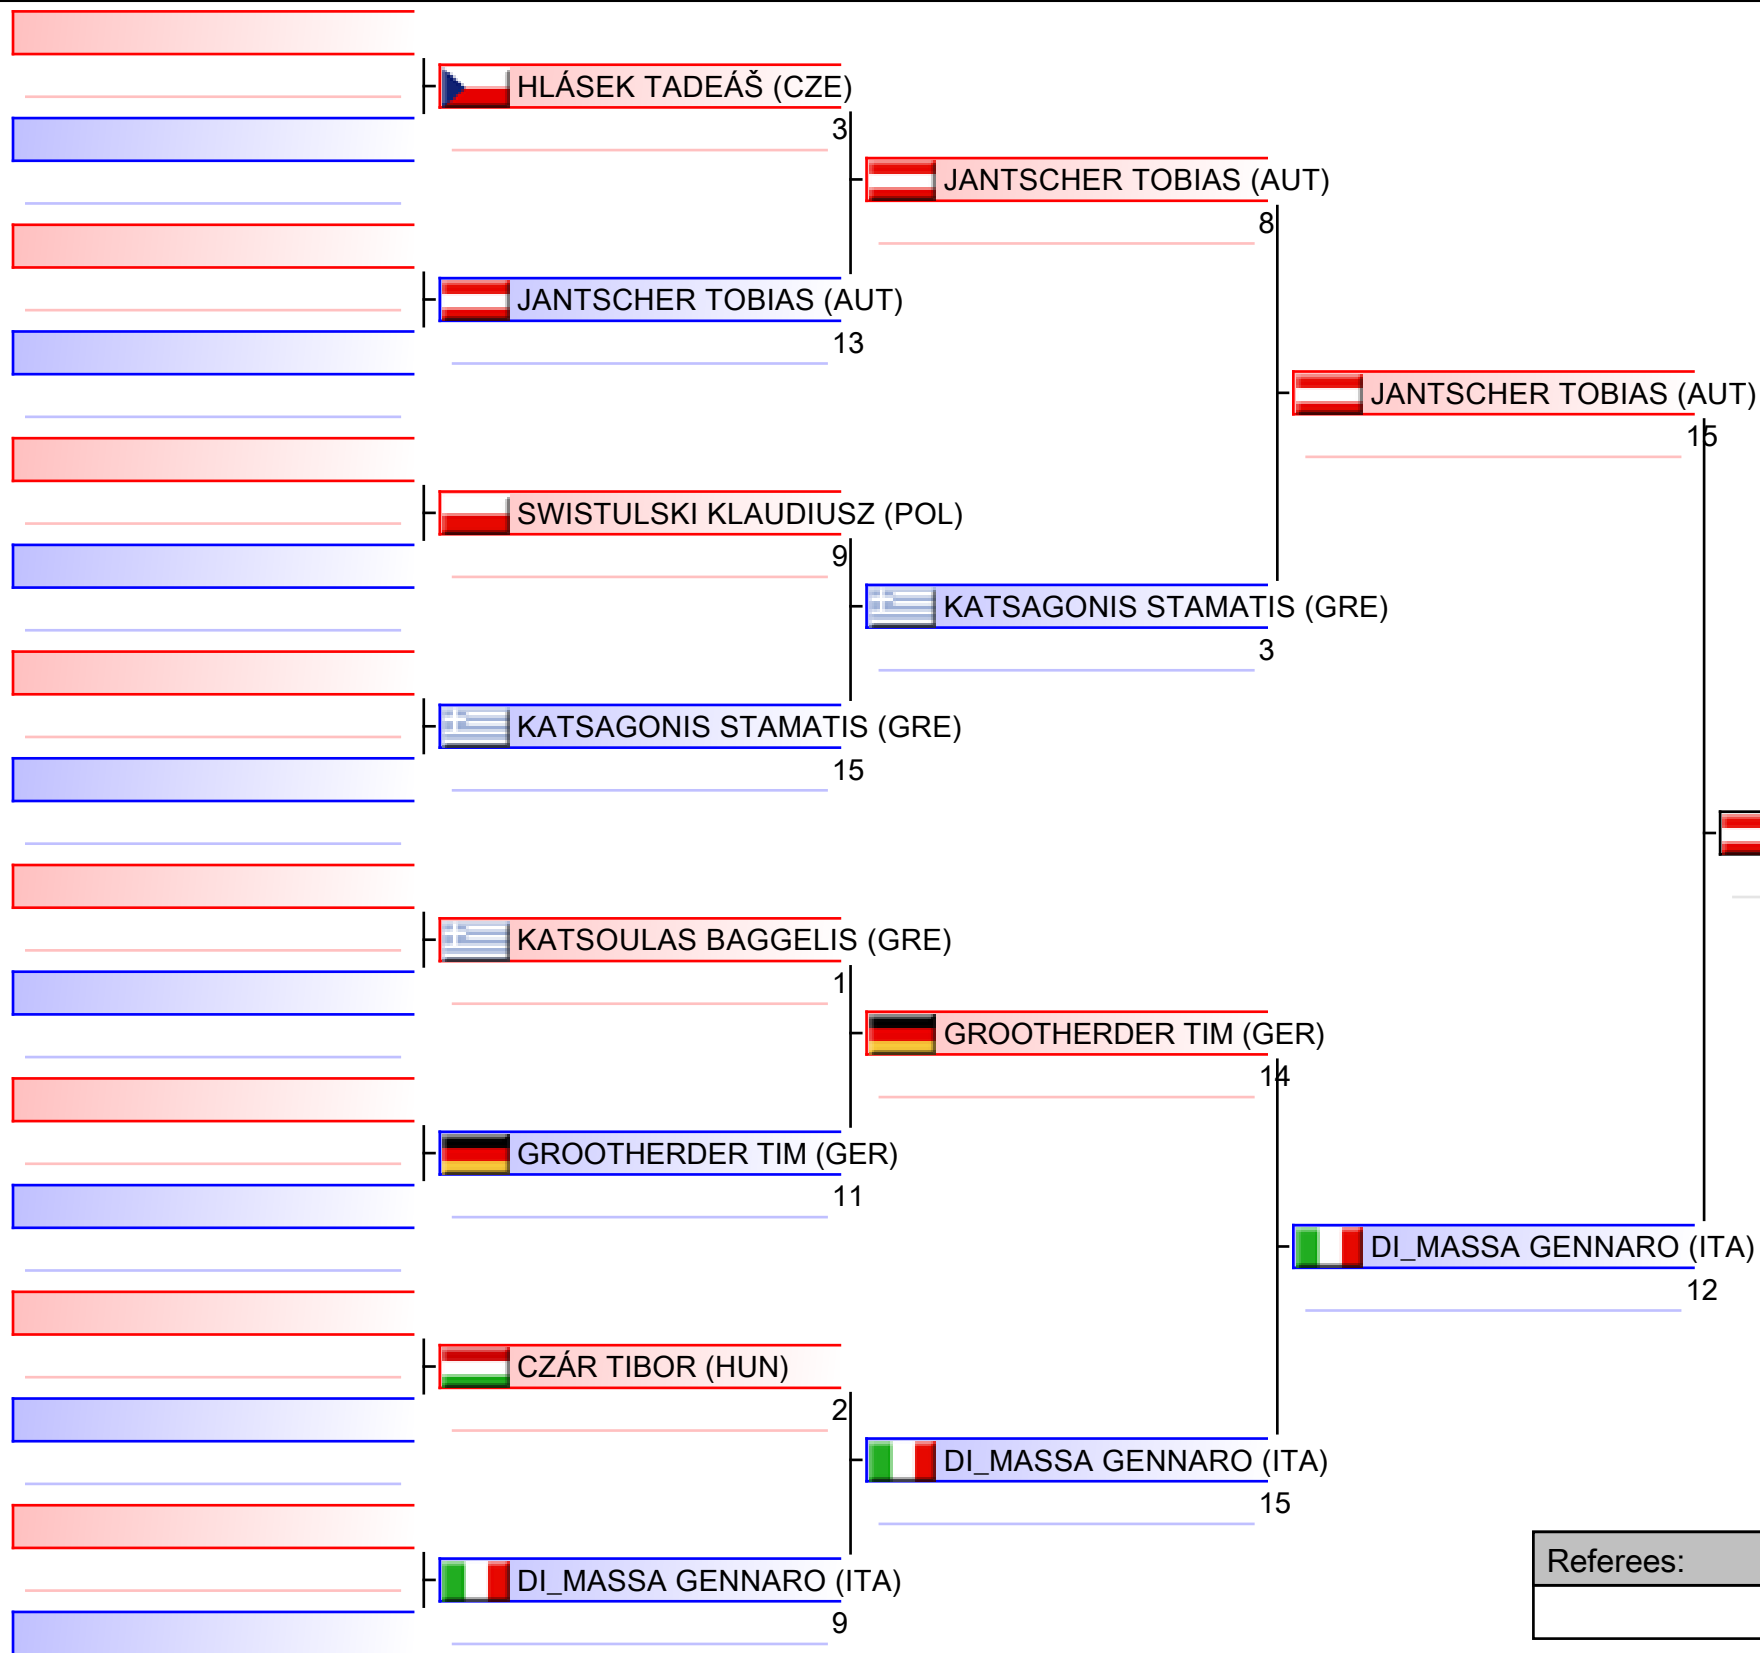 HLÁSEK TADEÁŠ (CZE)
3
JANTSCHER TOBIAS (AUT)
8
JANTSCHER TOBIAS (AUT)
13
JANTSCHER TOBIAS (AUT)
15
SWISTULSKI KLAUDIUSZ (POL)
9
KATSAGONIS STAMATIS (GRE)
3
KATSAGONIS STAMATIS (GRE)
15
KATSOULAS BAGGELIS (GRE)
1
GROOTHERDER TIM (GER)
14
GROOTHERDER TIM (GER)
11
DI_MASSA GENNARO (ITA)
12
CZÁR TIBOR (HUN)
2
DI_MASSA GENNARO (ITA)
15
Referees:
DI_MASSA GENNARO (ITA)
9